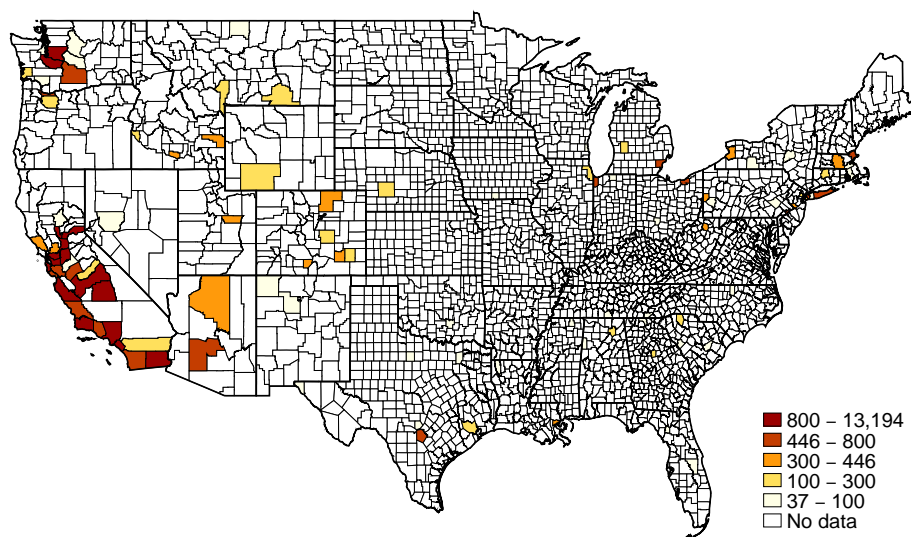 800 – 13,194
446 – 800
300 – 446
100 – 300
37 – 100
No data